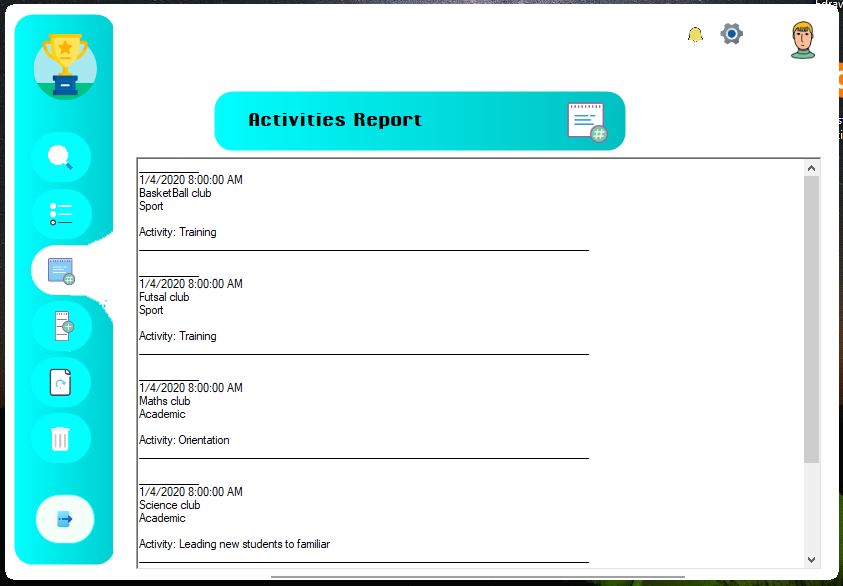 Activities Report
1/4/2020 8:00:00 AM
BasketBall club
Sport
Activity: Training
1/4/2020 8:00:00 AM
Futsal club
Sport
Activity: Training
1/4/2020 8:00:00 AM
Maths club
Academic
Activity: Orientation
1/4/2020 8:00:00 AM
Science club
Academic
Activity: Leading new students to familiar